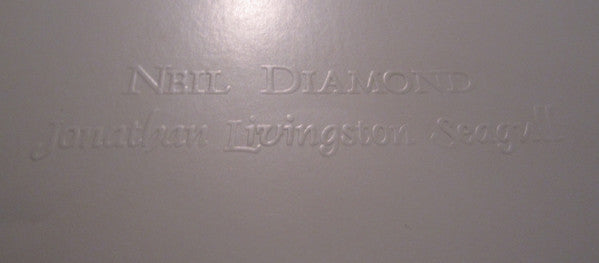 NEIL DIAMOND
Jonathan Livingston Seagull